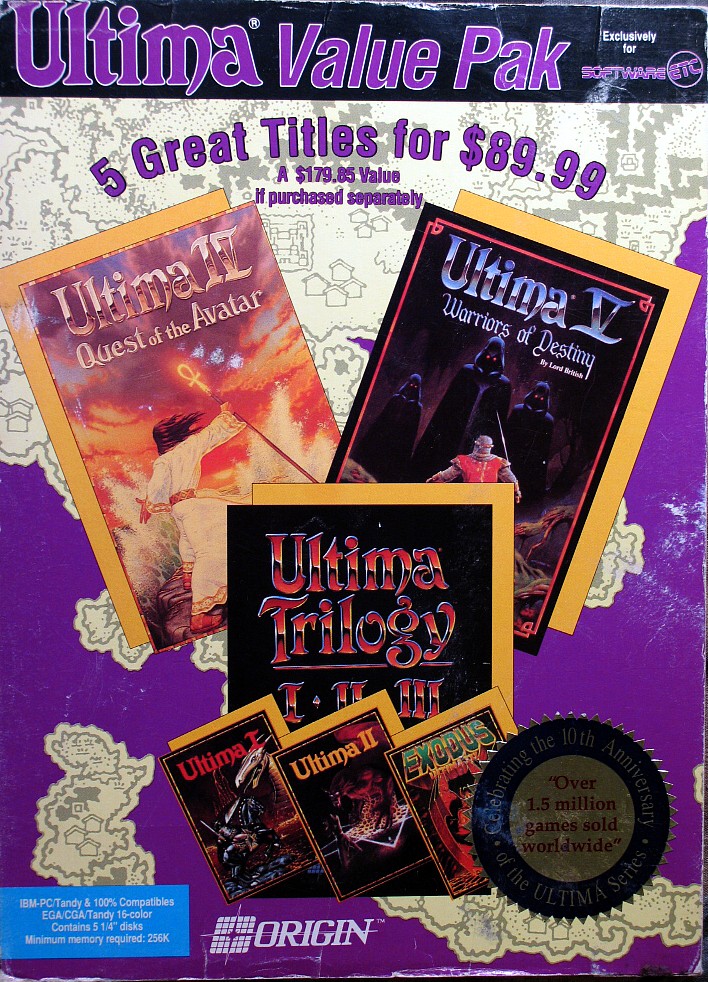 Ultima® Value Pak
Exclusively
for
SOFTWARE ETC
5 Great Titles for $89.99
A $179.85 Value
if purchased separately
Ultima IV
Quest of the Avatar
Ultima V
Warriors of Destiny
By Lord British
Ultima
Trilogy
I · II · III
Ultima I
Ultima II
EXODUS
Celebrating the 10th Anniversary
• of the ULTIMA Series •
"Over
1.5 million
games sold
worldwide"
IBM-PC/Tandy & 100% Compatibles
EGA/CGA/Tandy 16-color
Contains 5 1/4" disks
Minimum memory required: 256K
ORIGIN™